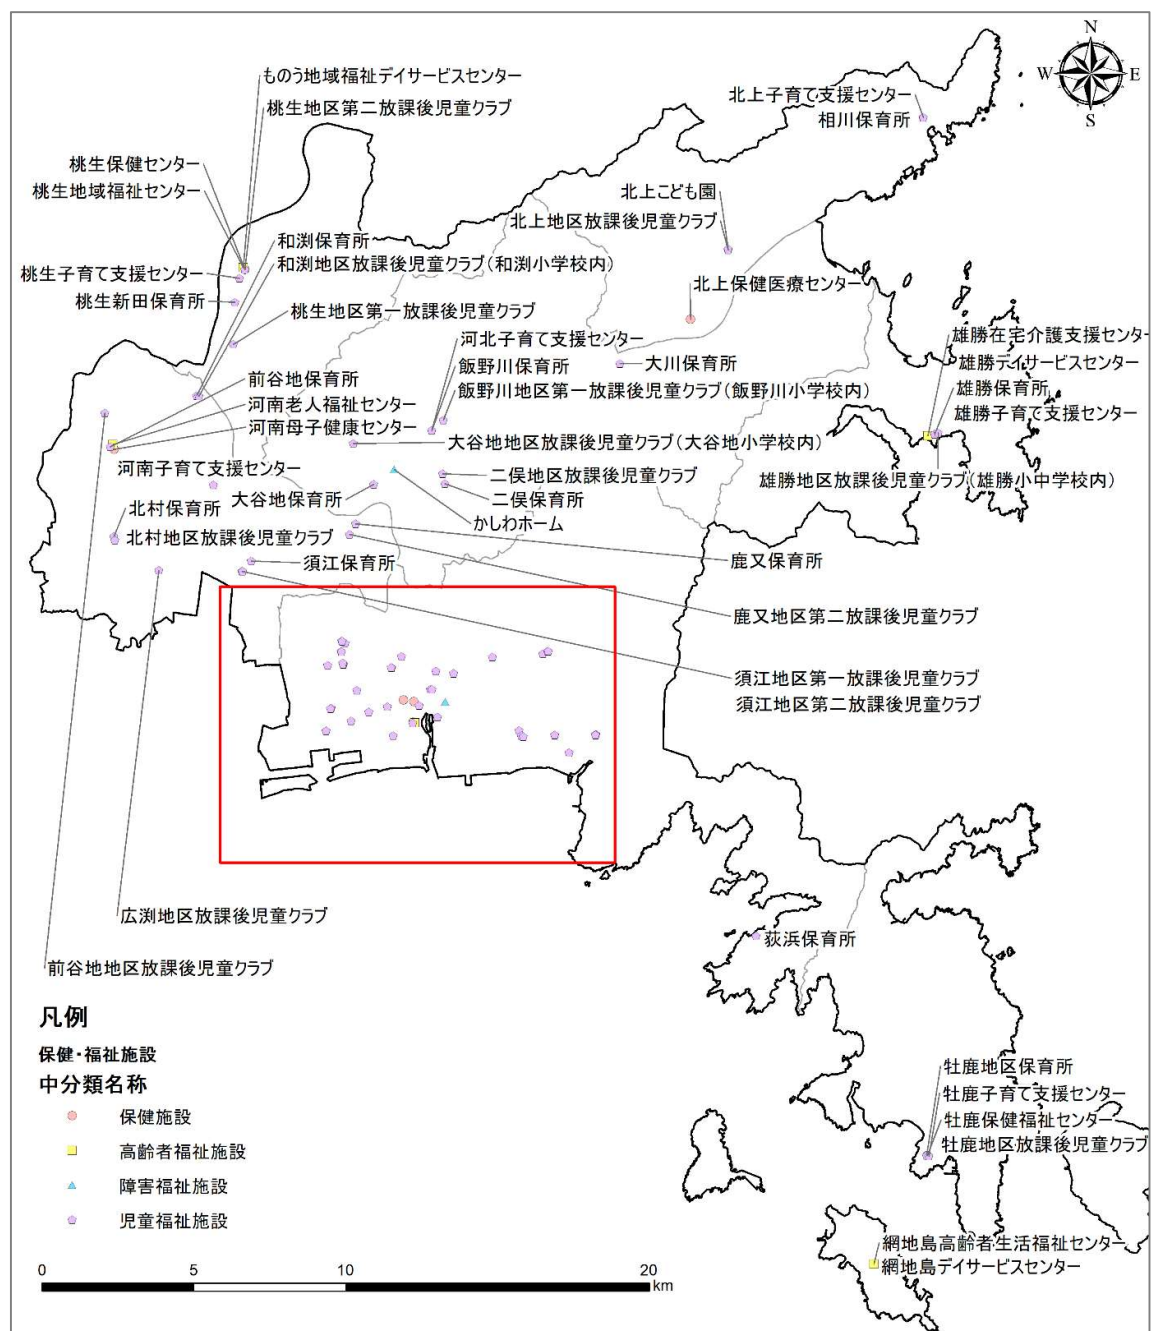 N
W
E
S
ものう地域福祉デイサービスセンター
桃生地区第二放課後児童クラブ
北上子育て支援センター
相川保育所
桃生保健センター
桃生地域福祉センター
北上こども園
北上地区放課後児童クラブ
和渕保育所
和渕地区放課後児童クラブ(和渕小学校内)
桃生子育て支援センター
桃生新田保育所
北上保健医療センター
桃生地区第一放課後児童クラブ
河北子育て支援センター
飯野川保育所
大川保育所
飯野川地区第一放課後児童クラブ(飯野川小学校内)
雄勝在宅介護支援センタ
雄勝デイサービスセンター
雄勝保育所
雄勝子育て支援センター
前谷地保育所
河南老人福祉センター
河南母子健康センター
大谷地地区放課後児童クラブ(大谷地小学校内)
河南子育て支援センター
二俣地区放課後児童クラブ
雄勝地区放課後児童クラブ(雄勝小中学校内)
大谷地保育所
二俣保育所
北村保育所
かしわホーム
北村地区放課後児童クラブ
須江保育所
鹿又保育所
鹿又地区第二放課後児童クラブ
須江地区第一放課後児童クラブ
須江地区第二放課後児童クラブ
広渕地区放課後児童クラブ
荻浜保育所
前谷地地区放課後児童クラブ
凡例
保健・福祉施設
中分類名称
保健施設
高齢者福祉施設
障害福祉施設
児童福祉施設
牡鹿地区保育所
牡鹿子育て支援センター
牡鹿保健福祉センター
牡鹿地区放課後児童クラブ
網地島高齢者生活福祉センター
網地島デイサービスセンター
0 5 10 20
km